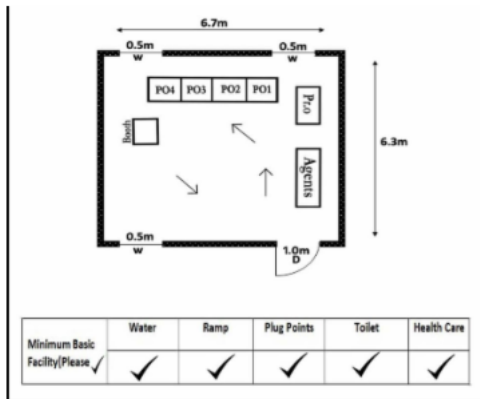 6.7m
0.5m 0.5m
W W
PO4 PO3 PO2 PO1
P.O
Booth
6.3m
Agents
0.5m
W
1.0m
D
Water Ramp Plug Points Toilet Health Care
Minimum Basic
Facility(Please ✓ ✓ ✓ ✓ ✓ ✓